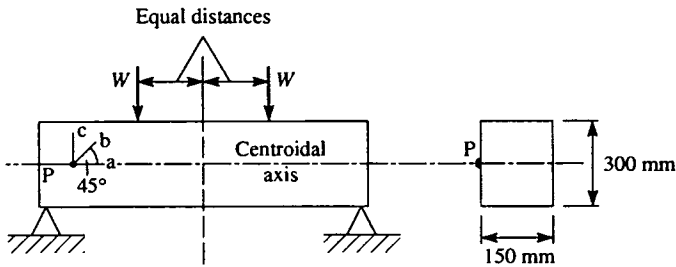 Equal distances
W W
c
b
P a
45°
Centroidal
axis
P
300 mm
150 mm